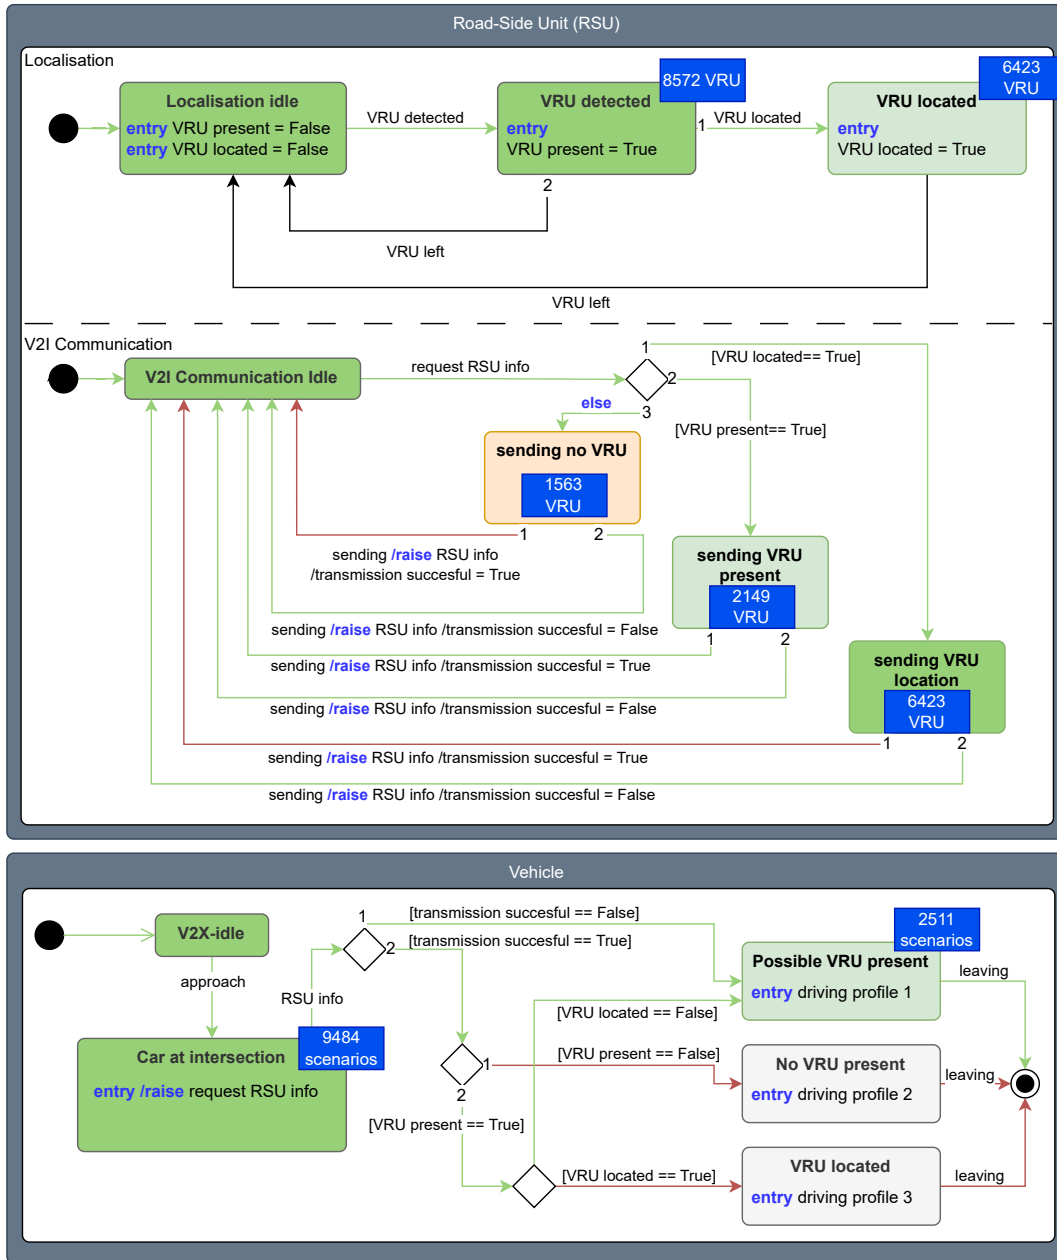 Road-Side Unit (RSU)
Localisation
8572 VRU
6423
VRU
Localisation idle
entry VRU present = False
entry VRU located = False
VRU detected
VRU detected
entry
VRU present = True
1
VRU located
VRU located
entry
VRU located = True
2
VRU left
VRU left
V2I Communication
V2I Communication Idle
request RSU info
1
[VRU located== True]
2
else
3
[VRU present== True]
sending no VRU
1563
VRU
1
2
sending /raise RSU info
/transmission succesful = True
sending VRU
present
2149
VRU
1
2
sending /raise RSU info /transmission succesful = False
sending /raise RSU info /transmission succesful = True
sending VRU
location
6423
VRU
1
2
sending /raise RSU info /transmission succesful = False
sending /raise RSU info /transmission succesful = True
sending /raise RSU info /transmission succesful = False
Vehicle
V2X-idle
approach
1
[transmission succesful == False]
2
[transmission succesful == True]
RSU info
2511
scenarios
Possible VRU present
entry driving profile 1
leaving
[VRU located == False]
9484
scenarios
Car at intersection
entry /raise request RSU info
1
[VRU present == False]
2
[VRU present == True]
No VRU present
entry driving profile 2
leaving
[VRU located == True]
VRU located
entry driving profile 3
leaving